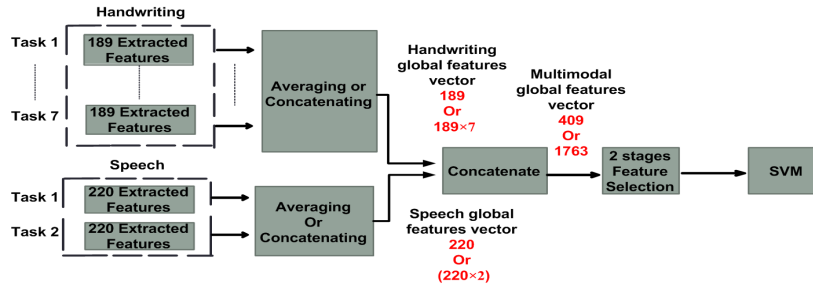 Handwriting
Task 1
189 Extracted
Features
Task 7
189 Extracted
Features
Averaging or
Concatenating
Handwriting
global features
vector
189
Or
189×7
Multimodal
global features
vector
409
Or
1763
Speech
Task 1
220 Extracted
Features
Task 2
220 Extracted
Features
Averaging
Or
Concatenating
Concatenate
2 stages
Feature
Selection
SVM
Speech global
features vector
220
Or
(220×2)